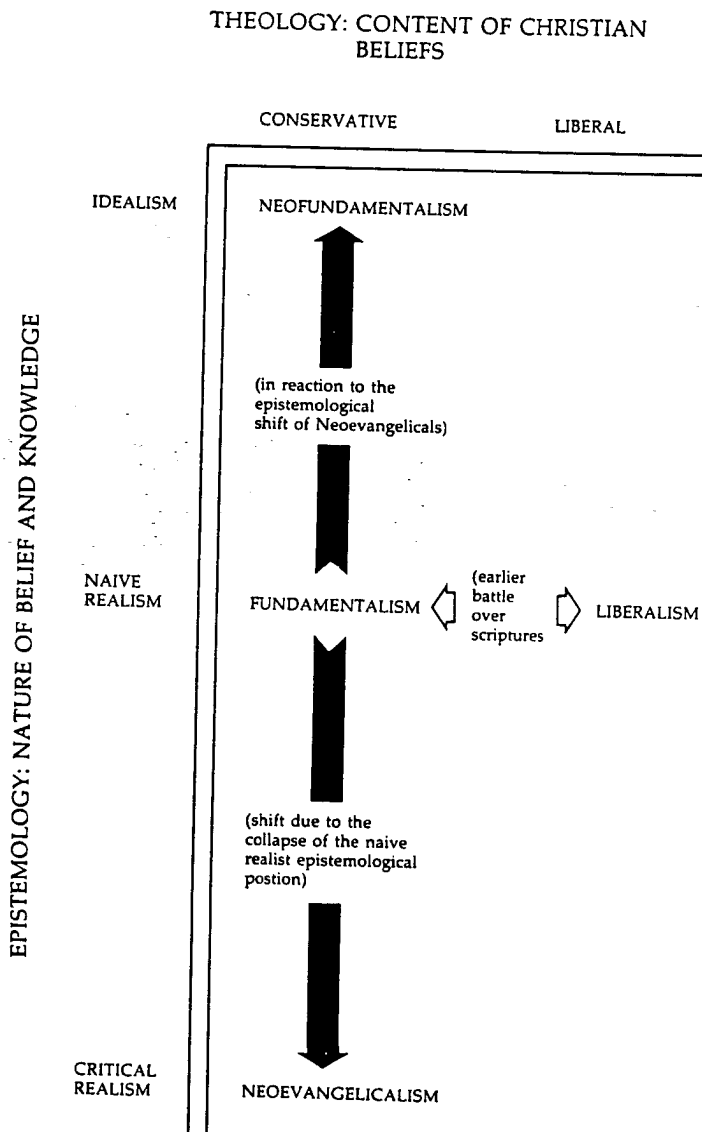 THEOLOGY: CONTENT OF CHRISTIAN
BELIEFS
CONSERVATIVE
LIBERAL
EPISTEMOLOGY: NATURE OF BELIEF AND KNOWLEDGE
IDEALISM
NEOFUNDAMENTALISM
(in reaction to the
epistemological
shift of Neoevangelicals)
NAIVE
REALISM
FUNDAMENTALISM
(earlier
battle
over
scriptures)
LIBERALISM
(shift due to the
collapse of the naive
realist epistemological
postion)
CRITICAL
REALISM
NEOEVANGELICALISM